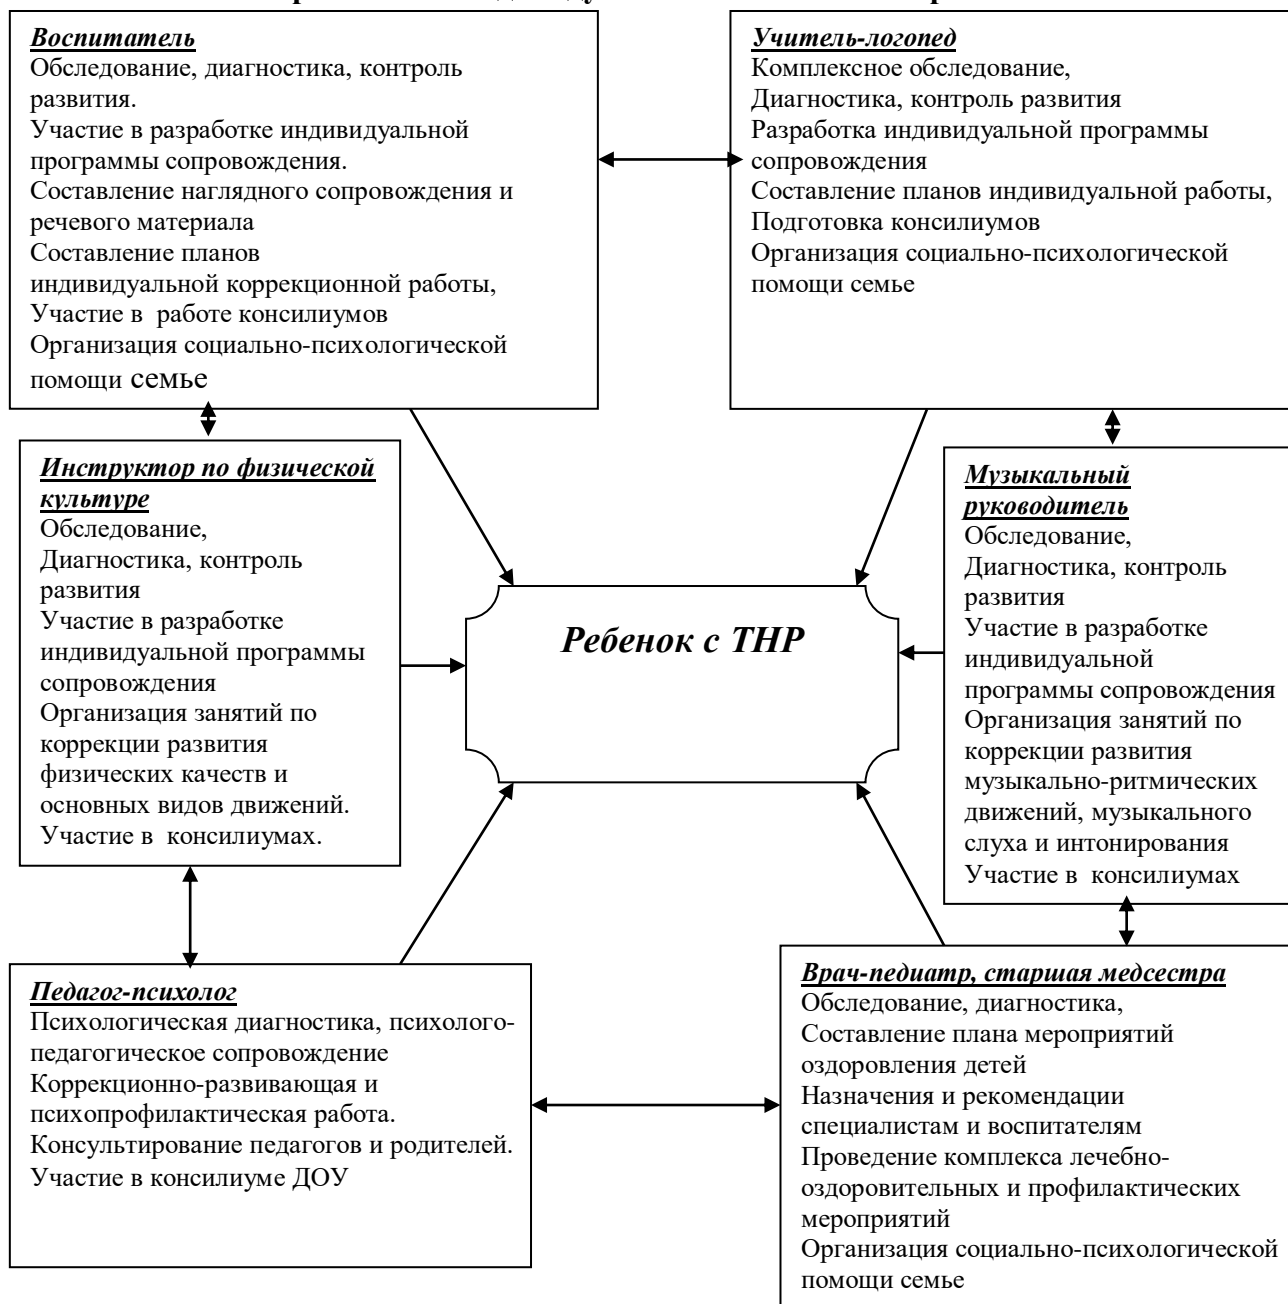 Воспитатель
Обследование, диагностика, контроль
развития.
Участие в разработке индивидуальной
программы сопровождения.
Составление наглядного сопровождения и
речевого материала
Составление планов
индивидуальной коррекционной работы,
Участие в работе консилиумов
Организация социально-психологической
помощи семье
Учитель-логопед
Комплексное обследование,
Диагностика, контроль развития
Разработка индивидуальной программы
сопровождения
Составление планов индивидуальной работы,
Подготовка консилиумов
Организация социально-психологической
помощи семье
Инструктор по физической
культуре
Обследование,
Диагностика, контроль
развития
Участие в разработке
индивидуальной программы
сопровождения
Организация занятий по
коррекции развития
физических качеств и
основных видов движений.
Участие в консилиумах.
Ребенок с ТНР
Музыкальный
руководитель
Обследование,
Диагностика, контроль
развития
Участие в разработке
индивидуальной
программы сопровождения
Организация занятий по
коррекции развития
музыкально-ритмических
движений, музыкального
слуха и интонирования
Участие в консилиумах
Педагог-психолог
Психологическая диагностика, психолого-
педагогическое сопровождение
Коррекционно-развивающая и
психопрофилактическая работа.
Консультирование педагогов и родителей.
Участие в консилиуме ДОУ
Врач-педиатр, старшая медсестра
Обследование, диагностика,
Составление плана мероприятий
оздоровления детей
Назначения и рекомендации
специалистам и воспитателям
Проведение комплекса лечебно-
оздоровительных и профилактических
мероприятий
Организация социально-психологической
помощи семье